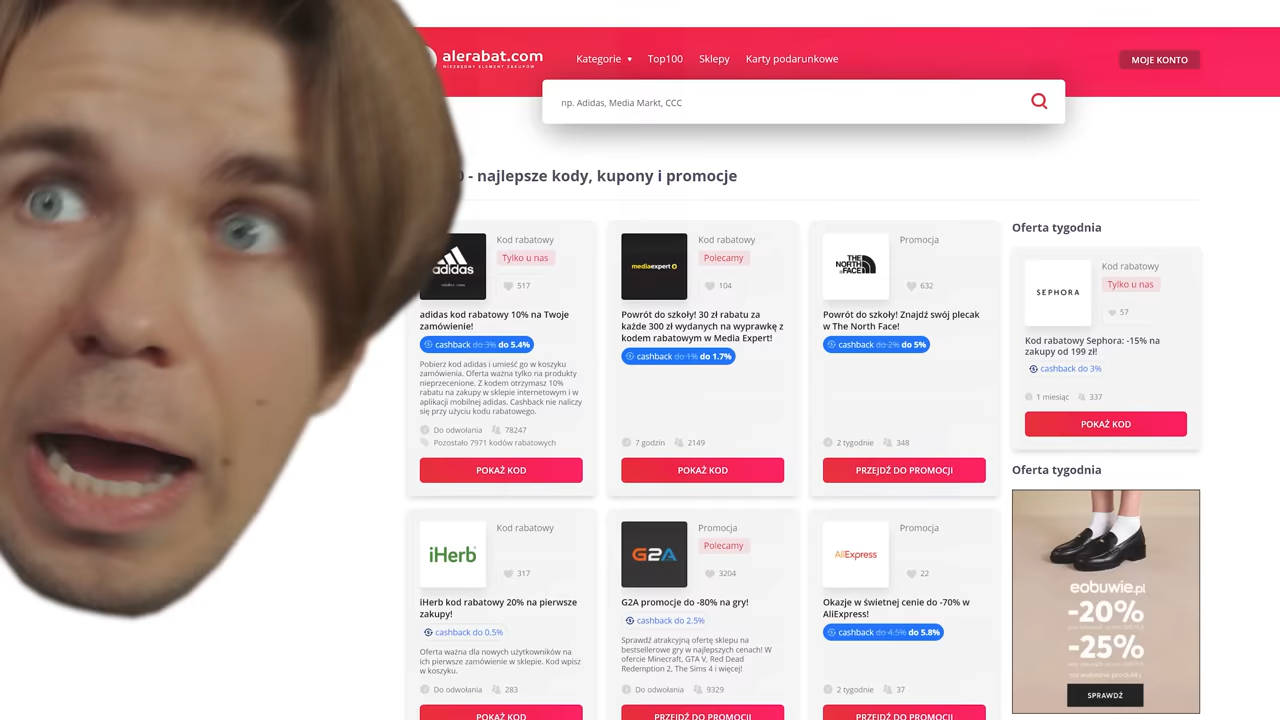 alerabat.com
NIEZBĘDNY ELEMENT ZAKUPÓW
Kategorie ▾
Top100
Sklepy
Karty podarunkowe
MOJE KONTO
np. Adidas, Media Markt, CCC
- najlepsze kody, kupony i promocje
adidas
Kod rabatowy
Tylko u nas
517
adidas kod rabatowy 10% na Twoje
zamówienie!
cashback do 3% do 5.4%
Pobierz kod adidas i umieść go w koszyku
zamówienia. Oferta ważna tylko na produkty
nieprzecenione. Z kodem otrzymasz 10%
rabatu na zakupy w sklepie internetowym i w
aplikacji mobilnej adidas. Cashback nie naliczy
się przy użyciu kodu rabatowego.
Do odwołania 78247
Pozostało 7971 kodów rabatowych
POKAŻ KOD
mediaexpert
Kod rabatowy
Polecamy
104
Powrót do szkoły! 30 zł rabatu za
każde 300 zł wydanych na wyprawkę z
kodem rabatowym w Media Expert!
cashback do 1% do 1.7%
7 godzin 2149
POKAŻ KOD
THE
NORTH
FACE
Promocja
632
Powrót do szkoły! Znajdź swój plecak
w The North Face!
cashback do 2% do 5%
2 tygodnie 348
PRZEJDŹ DO PROMOCJI
Oferta tygodnia
SEPHORA
Kod rabatowy
Tylko u nas
57
Kod rabatowy Sephora: -15% na
zakupy od 199 zł!
cashback do 3%
1 miesiąc 337
POKAŻ KOD
iHerb
Kod rabatowy
317
iHerb kod rabatowy 20% na pierwsze
zakupy!
cashback do 0.5%
Oferta ważna dla nowych użytkowników na
ich pierwsze zamówienie w sklepie. Kod wpisz
w koszyku.
Do odwołania 283
POKAŻ KOD
G2A
Promocja
Polecamy
3204
G2A promocje do -80% na gry!
cashback do 2.5%
Sprawdź atrakcyjną ofertę sklepu na
bestsellerowe gry w najlepszych cenach! W
ofercie Minecraft, GTA V, Red Dead
Redemption 2, The Sims 4 i więcej!
Do odwołania 9329
PRZEJDŹ DO PROMOCJI
AliExpress
Promocja
22
Okazje w świetnej cenie do -70% w
AliExpress!
cashback do 4.5% do 5.8%
2 tygodnie 37
PRZEJDŹ DO PROMOCJI
Oferta tygodnia
eobuwie.pl
-20%
-25%
na wybrane produkty
SPRAWDŹ